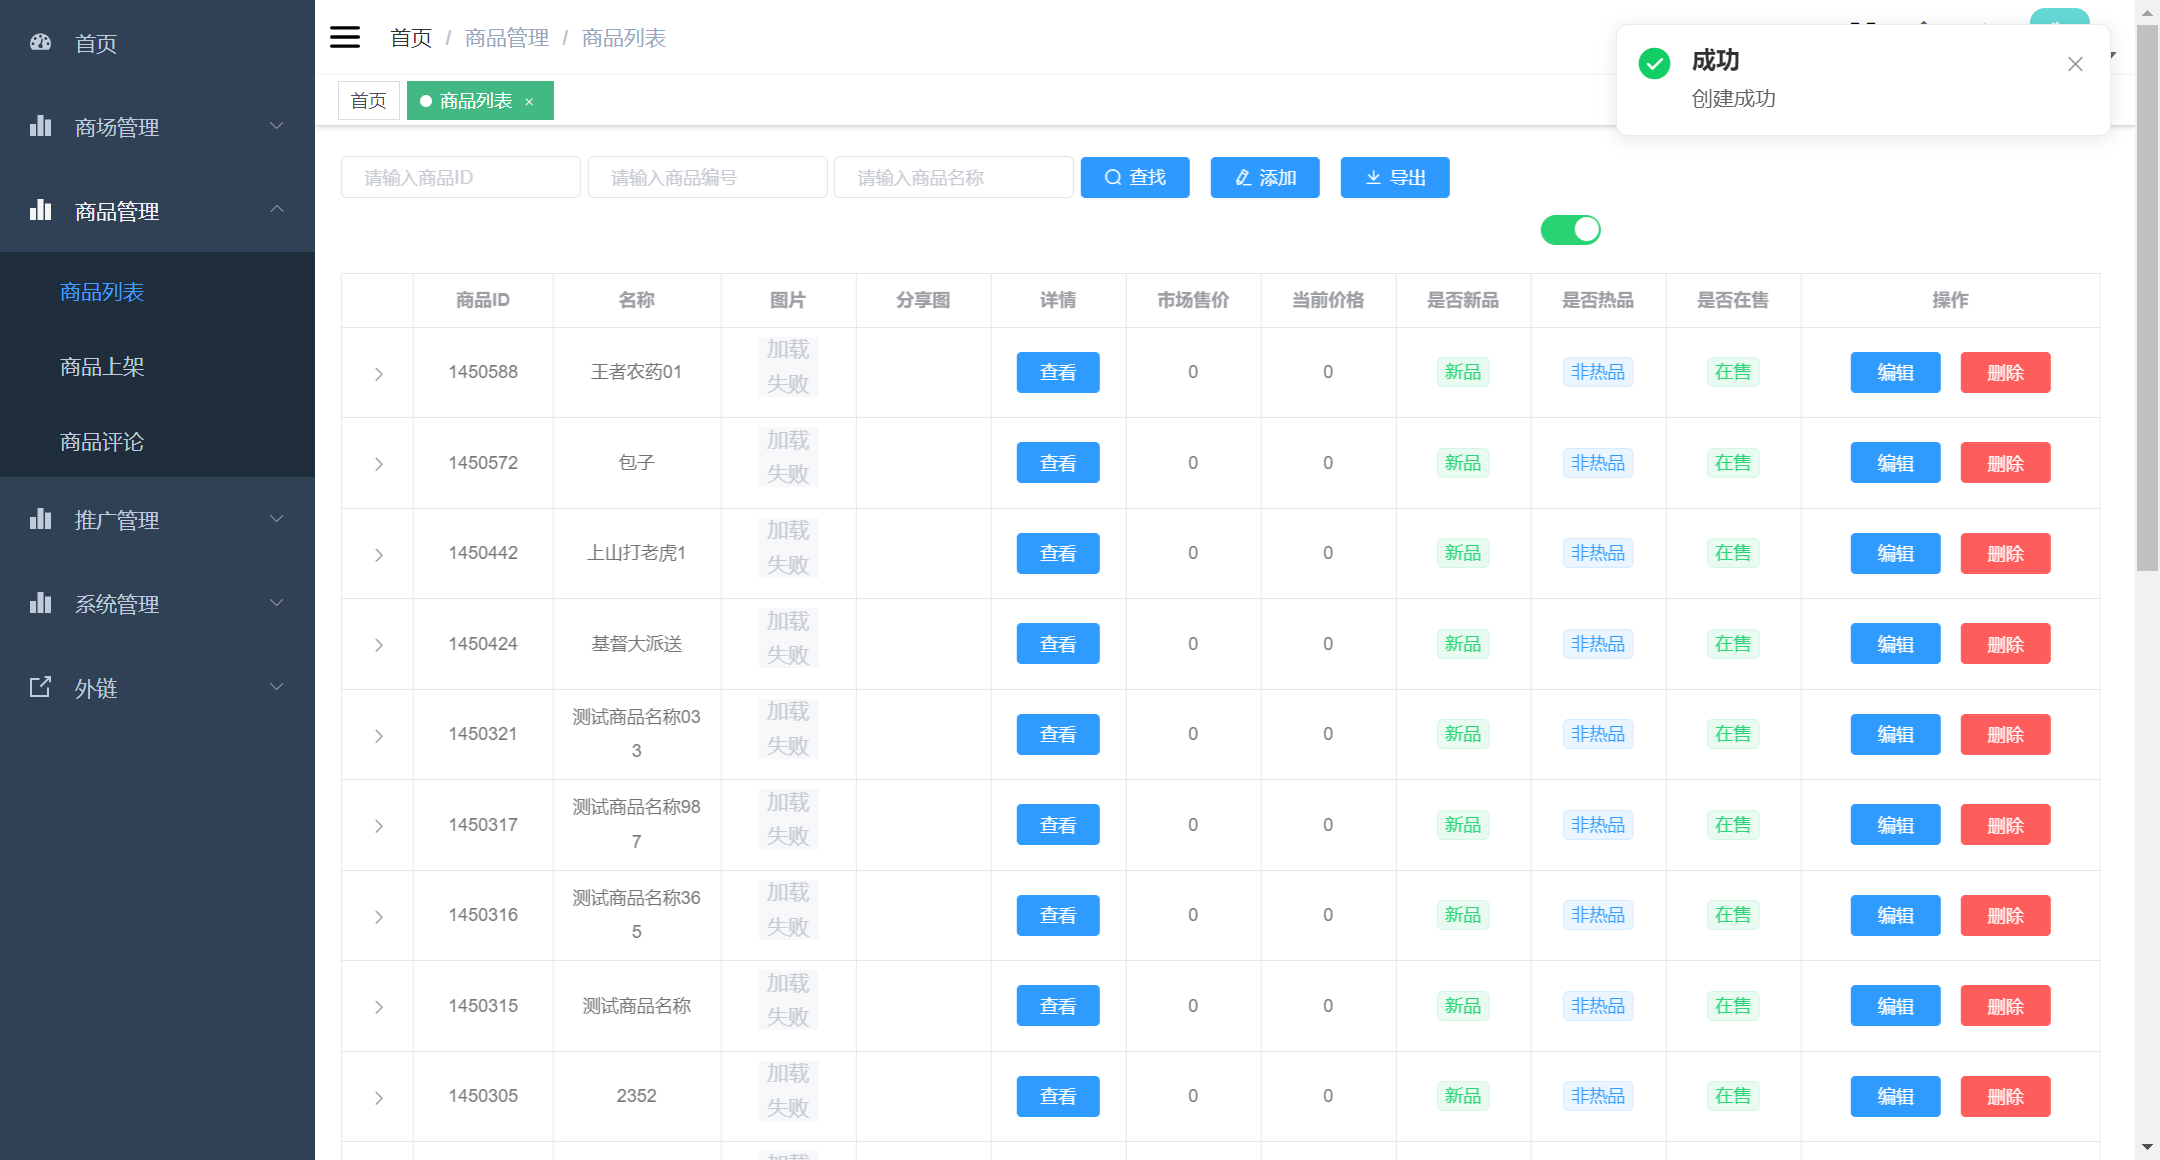 首页
商场管理
商品管理
商品列表
商品上架
商品评论
推广管理
系统管理
外链
首页 / 商品管理 / 商品列表
首页
商品列表 ×
成功
创建成功
请输入商品ID 请输入商品编号 请输入商品名称 查找 添加 导出
商品ID 名称 图片 分享图 详情 市场售价 当前价格 是否新品 是否热品 是否在售 操作
1450588 王者农药01 加载失败 查看 0 0 新品 非热品 在售 编辑 删除
1450572 包子 加载失败 查看 0 0 新品 非热品 在售 编辑 删除
1450442 上山打老虎1 加载失败 查看 0 0 新品 非热品 在售 编辑 删除
1450424 基督大派送 加载失败 查看 0 0 新品 非热品 在售 编辑 删除
1450321 测试商品名称033 加载失败 查看 0 0 新品 非热品 在售 编辑 删除
1450317 测试商品名称987 加载失败 查看 0 0 新品 非热品 在售 编辑 删除
1450316 测试商品名称365 加载失败 查看 0 0 新品 非热品 在售 编辑 删除
1450315 测试商品名称 加载失败 查看 0 0 新品 非热品 在售 编辑 删除
1450305 2352 加载失败 查看 0 0 新品 非热品 在售 编辑 删除